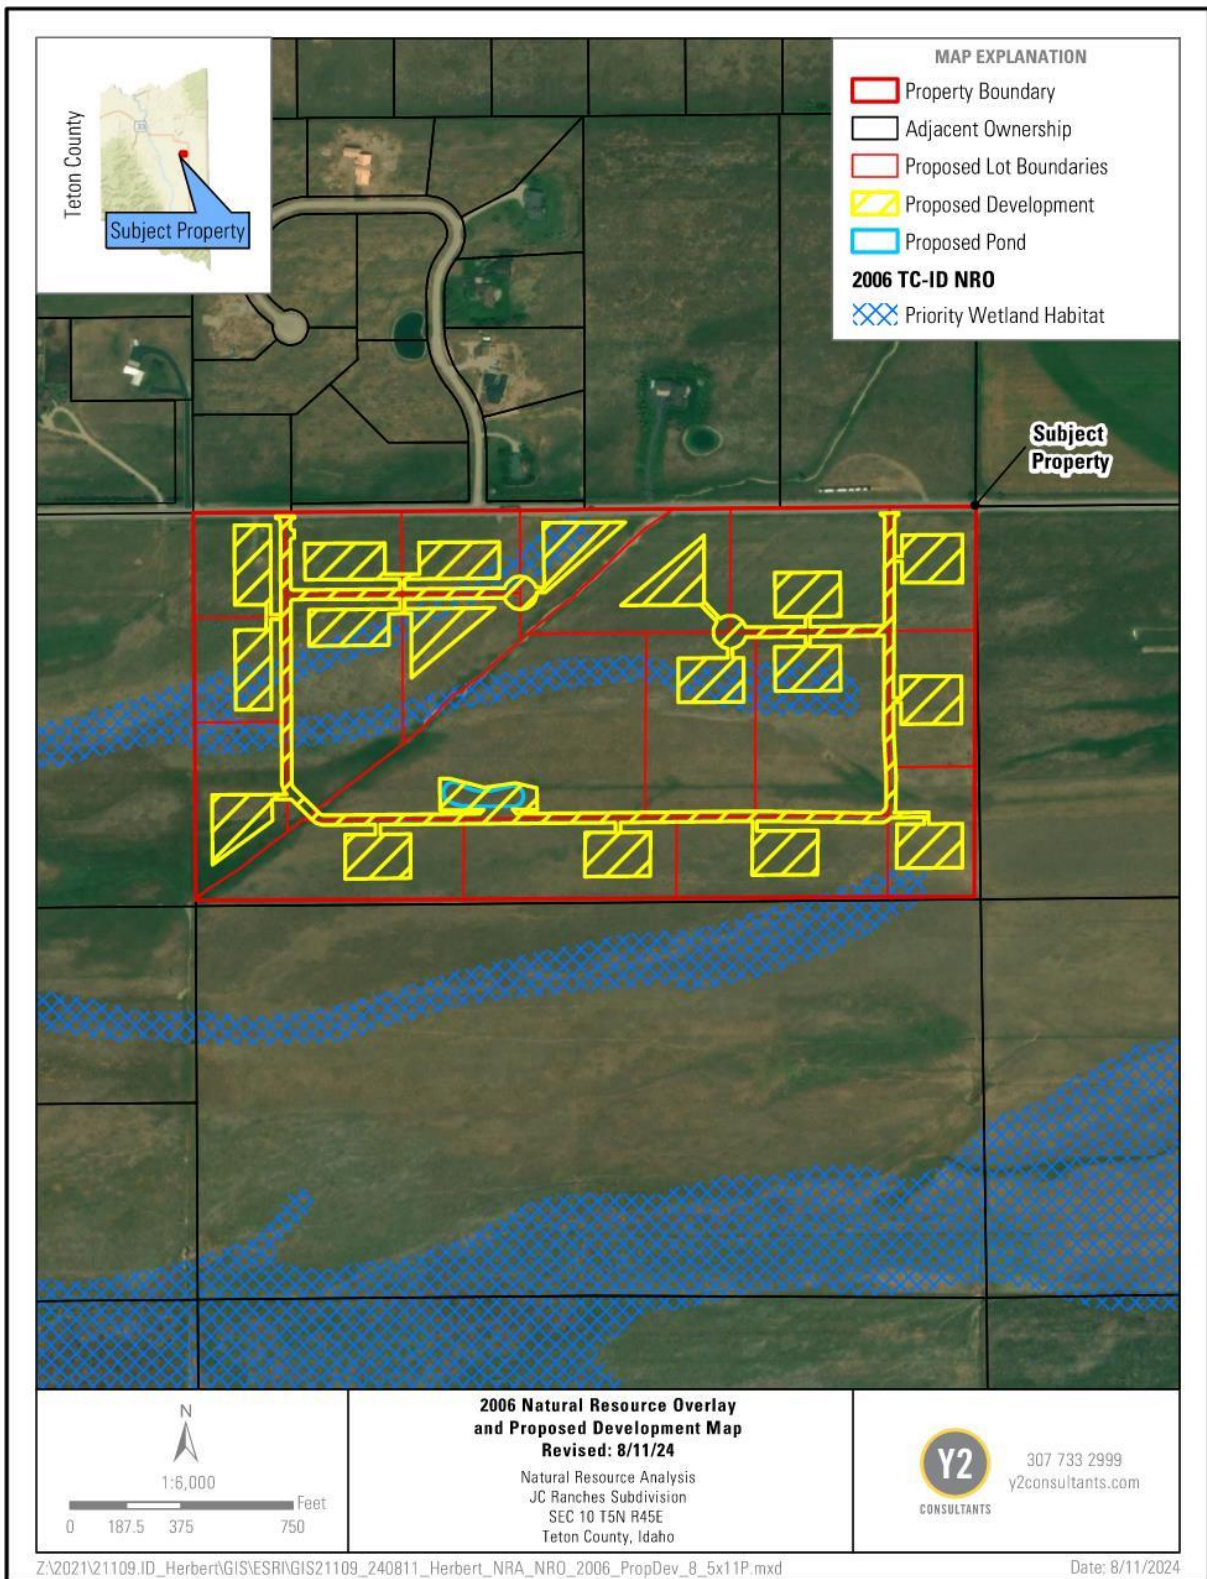 Teton County
33
Subject Property
MAP EXPLANATION
Property Boundary
Adjacent Ownership
Proposed Lot Boundaries
Proposed Development
Proposed Pond
2006 TC-ID NRO
Priority Wetland Habitat
Subject
Property
N
1:6,000
Feet
0 187.5 375 750
2006 Natural Resource Overlay
and Proposed Development Map
Revised: 8/11/24
Natural Resource Analysis
JC Ranches Subdivision
SEC 10 T5N R45E
Teton County, Idaho
Y2
CONSULTANTS
307 733 2999
y2consultants.com
Z:\2021\21109.ID_Herbert\GIS\ESRI\GIS21109_240811_Herbert_NRA_NRO_2006_PropDev_8_5x11P.mxd
Date: 8/11/2024